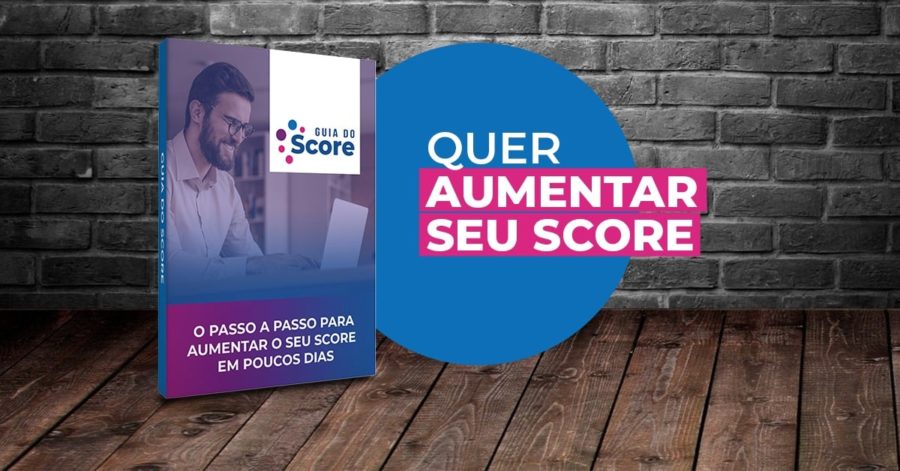 GUIA DO
Score
GUIA DO SCORE
O PASSO A PASSO PARA
AUMENTAR O SEU SCORE
EM POUCOS DIAS
QUER
AUMENTAR
SEU SCORE